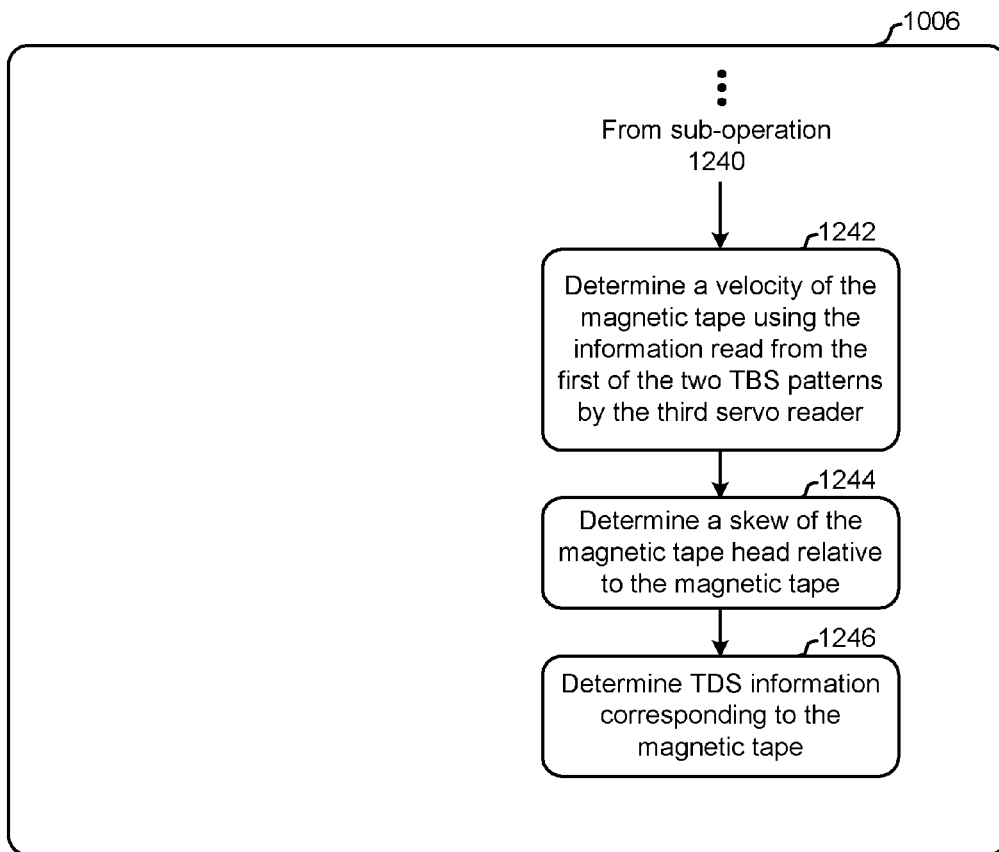 1006
From sub-operation
1240
1242
Determine a velocity of the
magnetic tape using the
information read from the
first of the two TBS patterns
by the third servo reader
1244
Determine a skew of the
magnetic tape head relative
to the magnetic tape
1246
Determine TDS information
corresponding to the
magnetic tape